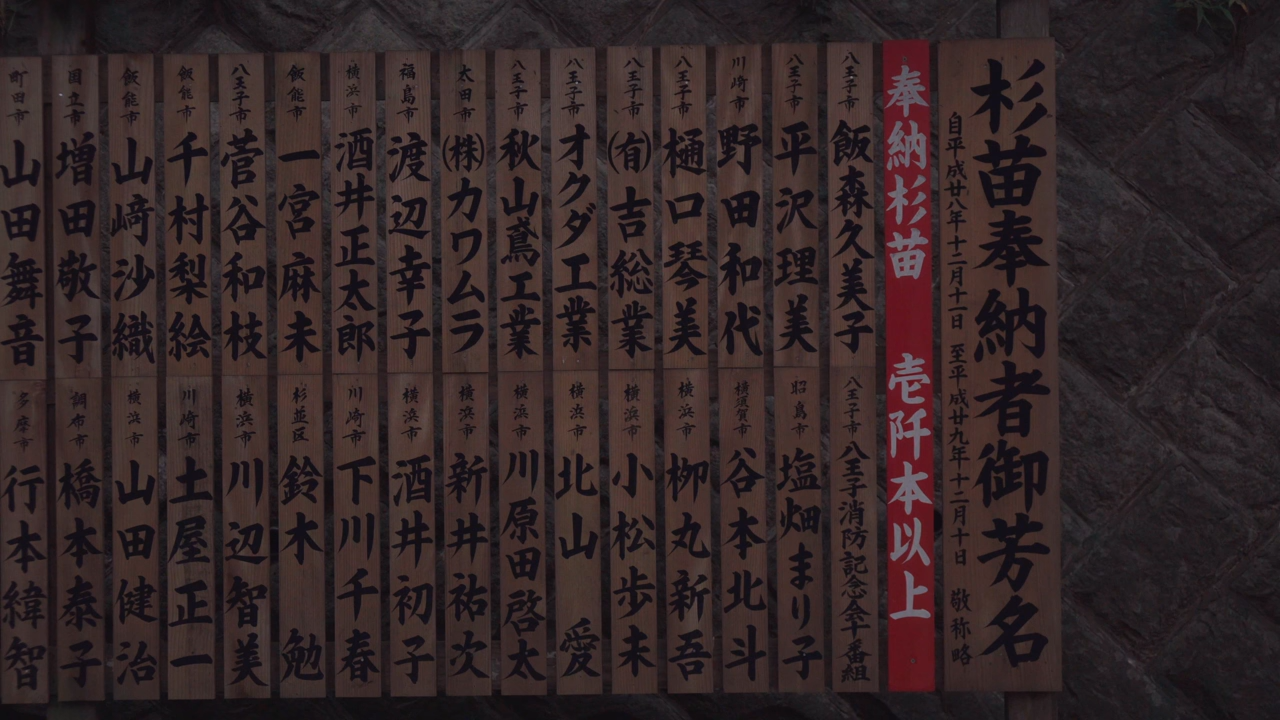 杉苗奉納者御芳名
自平成廿八年十二月十一日 至平成廿九年十二月十日 敬称略
奉納杉苗 壱阡本以上
八王子市 飯森久美子
八王子市 平沢理美
川崎市 野田和代
八王子市 樋口琴美
八王子市 (有)吉総業
八王子市 オクダ工業
八王子市 秋山鳶工業
太田市 (株)カワムラ
福島市 渡辺幸子
横浜市 酒井正太郎
飯能市 一宮麻未
八王子市 菅谷和枝
飯能市 千村梨絵
飯能市 山﨑沙織
国立市 増田敬子
町田市 山田舞音
八王子市 八王子消防記念会十番組
昭島市 塩畑まり子
横須賀市 谷本北斗
横浜市 柳丸新吾
横浜市 小松歩未
横浜市 北山 愛
横浜市 川原田啓太
横浜市 新井祐次
横浜市 酒井初子
川崎市 下川千春
杉並区 鈴木 勉
横浜市 川辺智美
川崎市 土屋正一
横浜市 山田健治
調布市 橋本泰子
多摩市 行本緯智